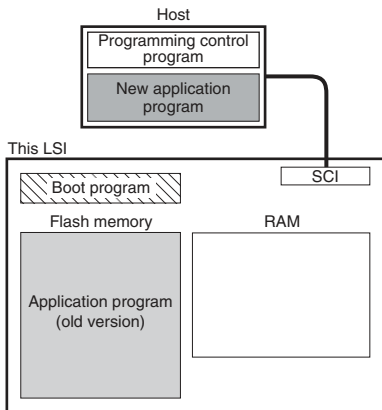 Host
Programming control
program
New application
program
This LSI
SCI
Boot program
Flash memory
RAM
Application program
(old version)